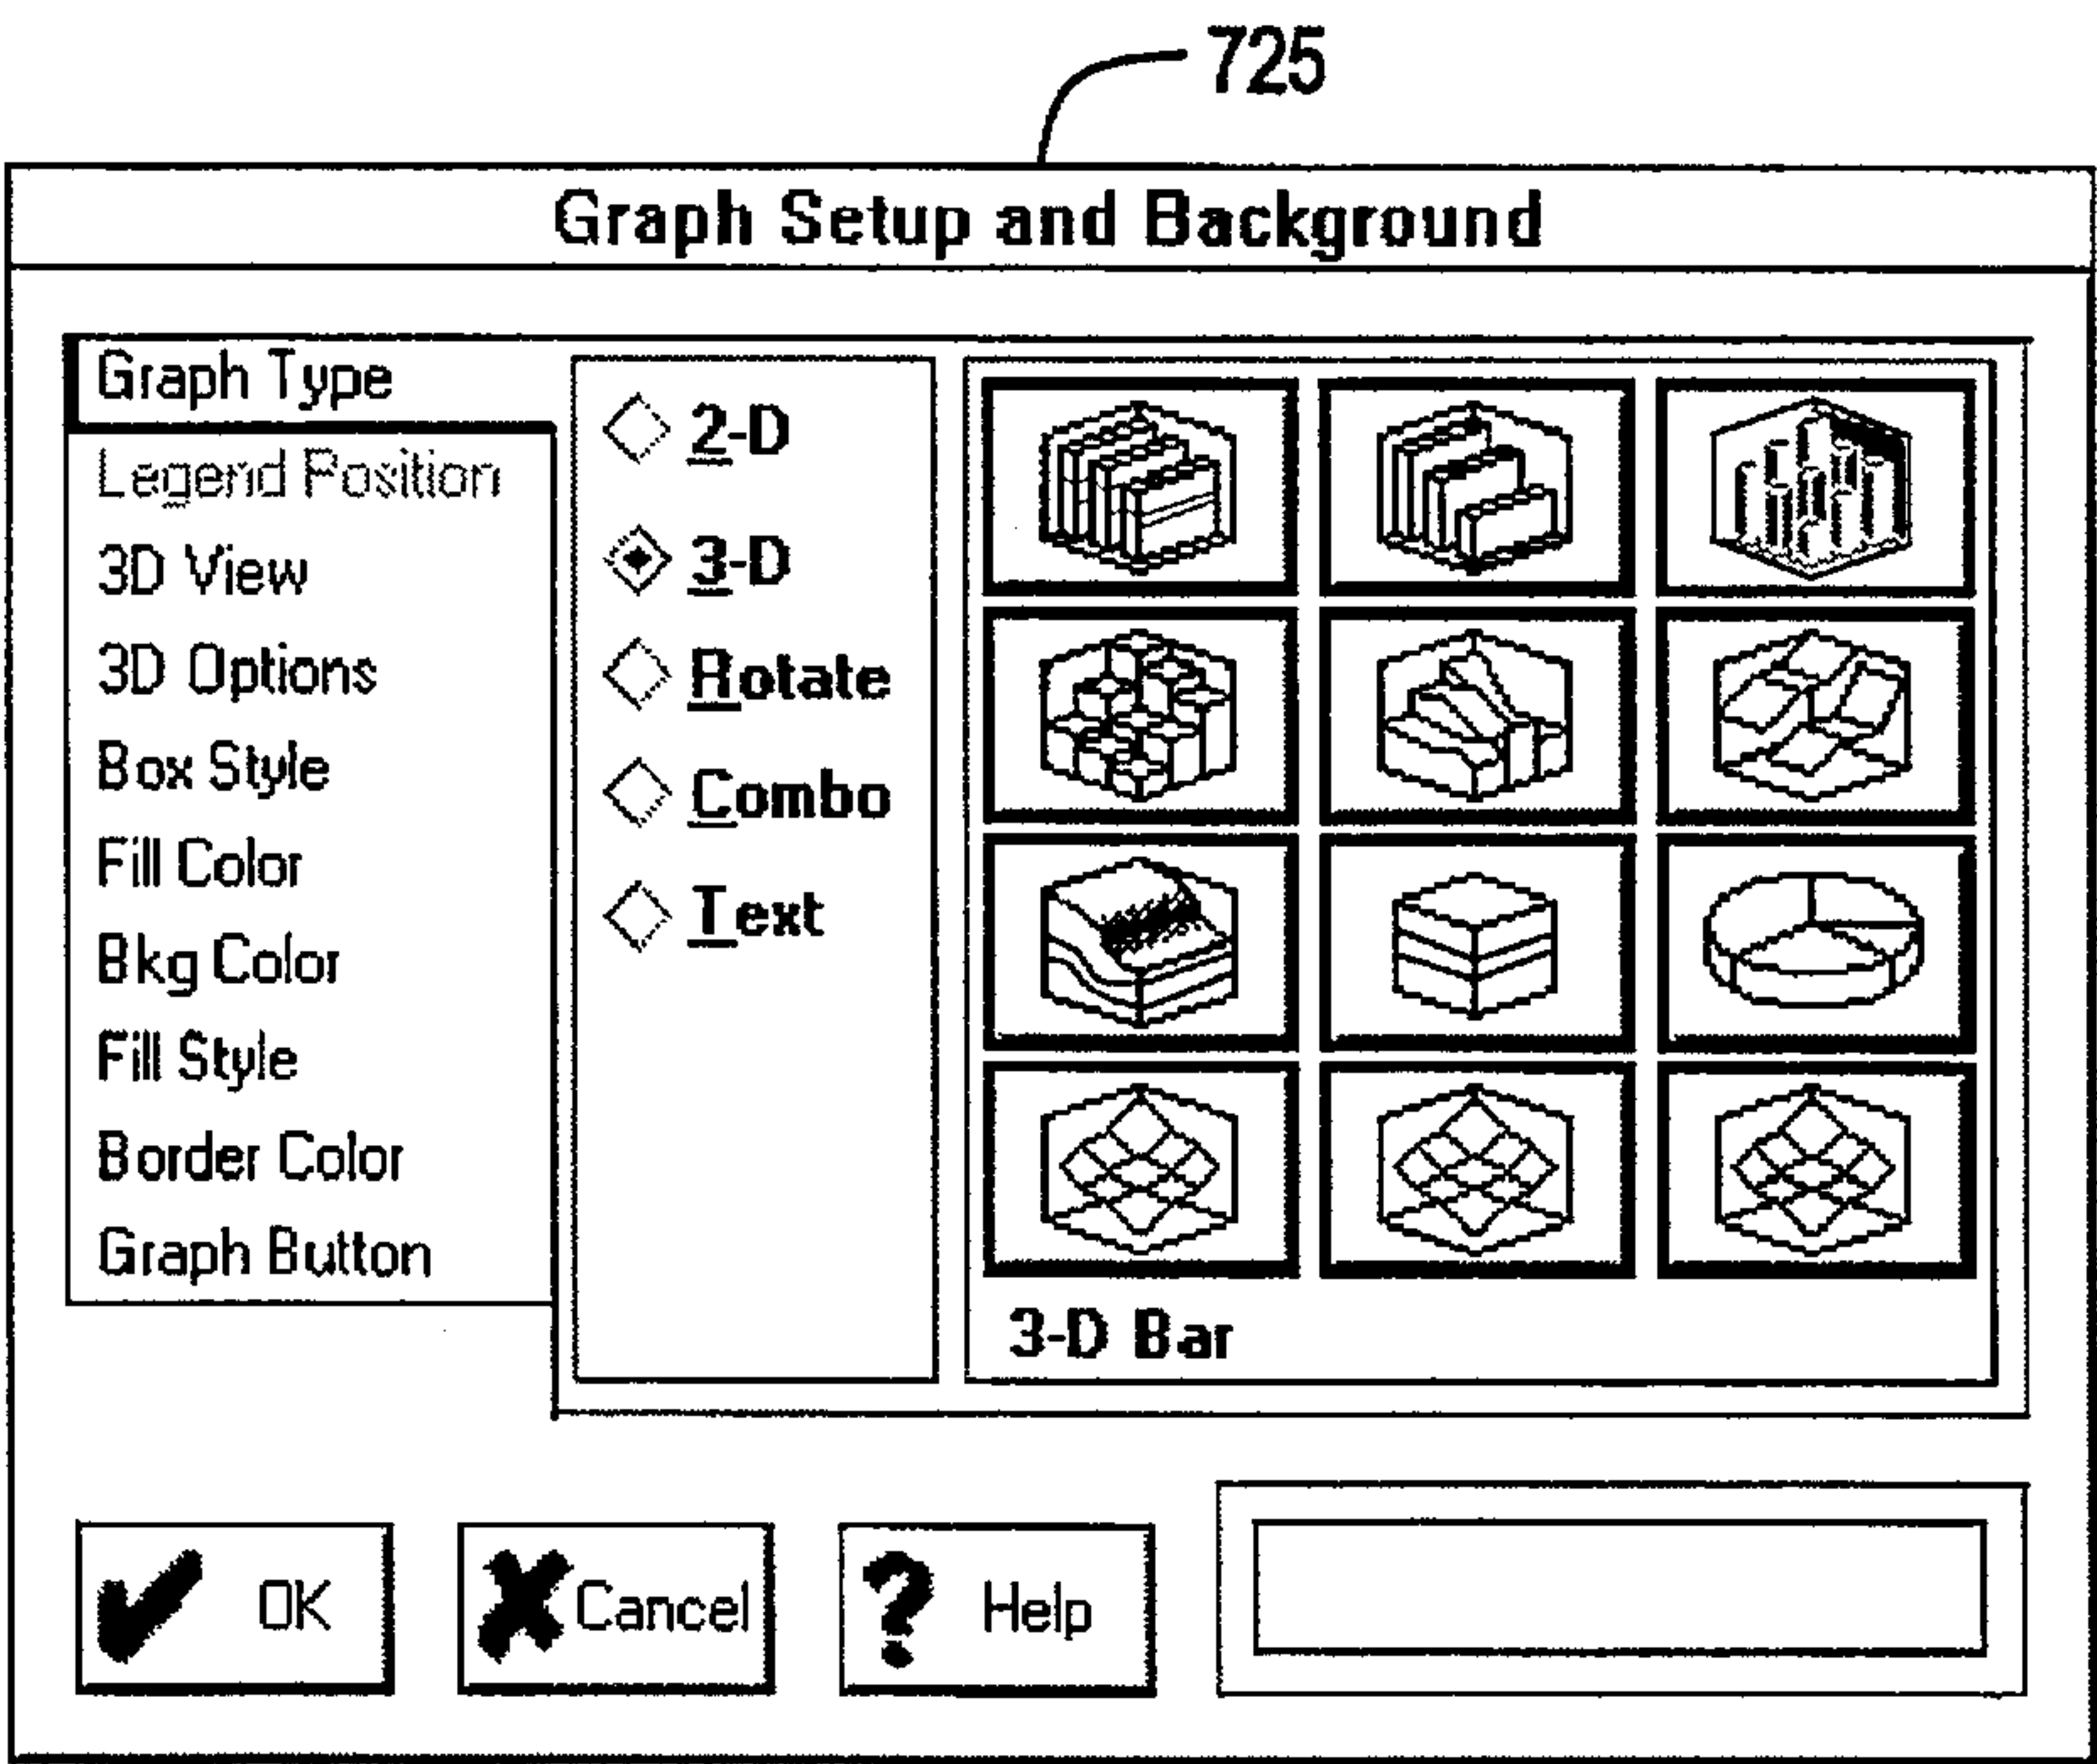 725
Graph Setup and Background
Graph Type
Legend Position
3D View
3D Options
Box Style
Fill Color
Bkg Color
Fill Style
Border Color
Graph Button
2-D
3-D
Rotate
Combo
Text
3-D Bar
OK
Cancel
? Help